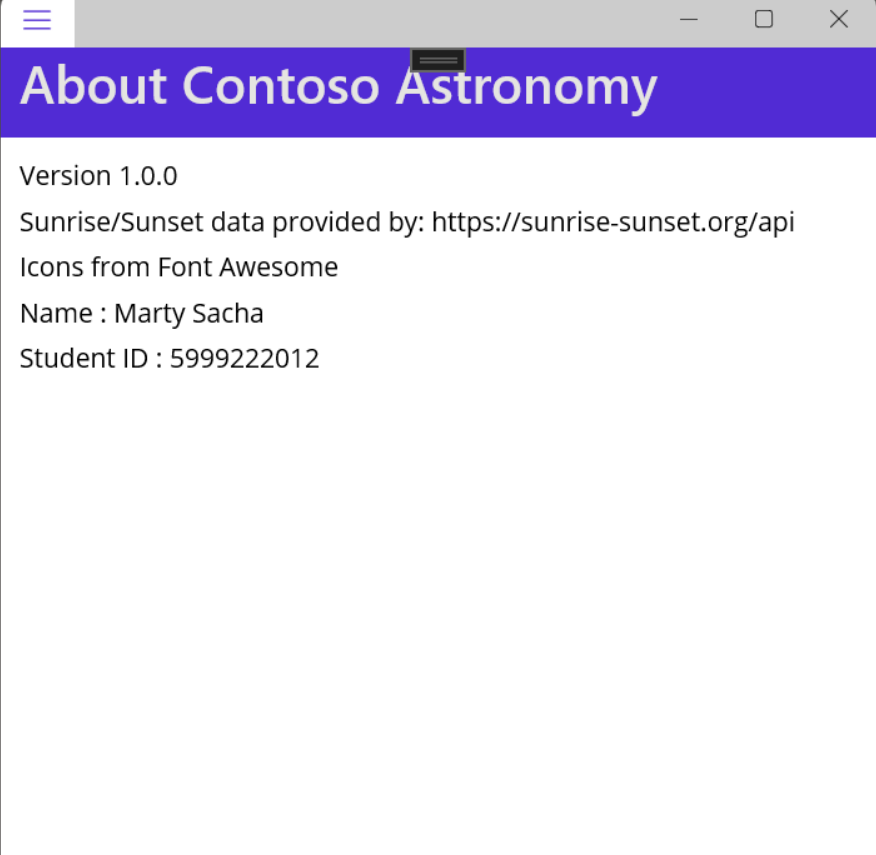 About Contoso Astronomy
Version 1.0.0
Sunrise/Sunset data provided by: https://sunrise-sunset.org/api
Icons from Font Awesome
Name : Marty Sacha
Student ID : 5999222012